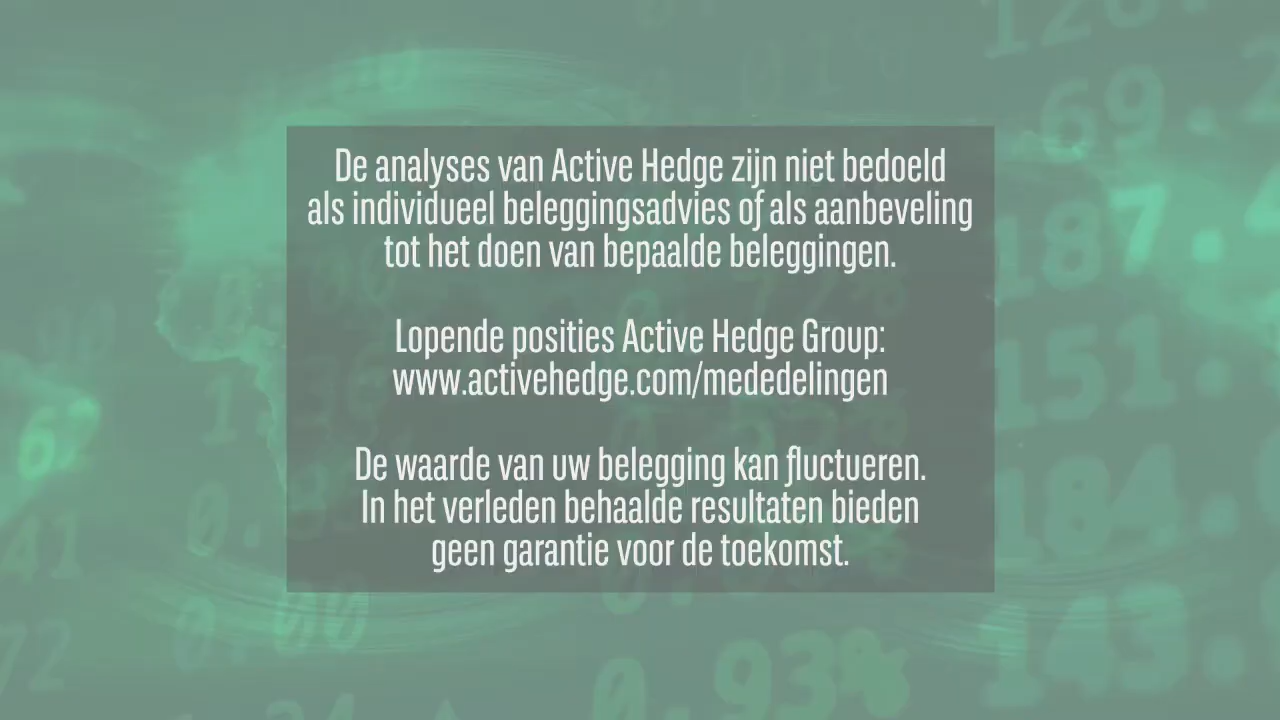 De analyses van Active Hedge zijn niet bedoeld
als individueel beleggingsadvies of als aanbeveling
tot het doen van bepaalde beleggingen.
Lopende posities Active Hedge Group:
www.activehedge.com/mededelingen
De waarde van uw belegging kan fluctueren.
In het verleden behaalde resultaten bieden
geen garantie voor de toekomst.